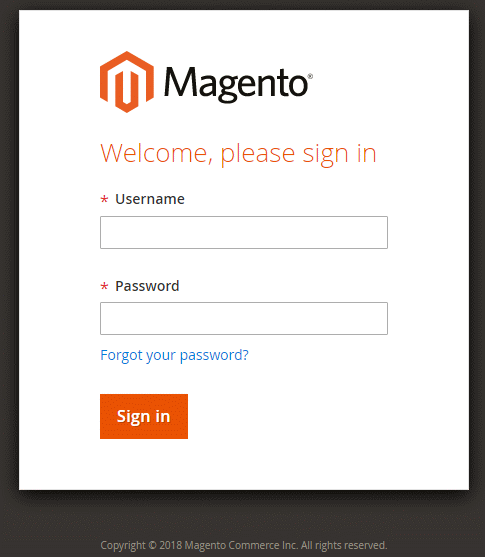 Magento®
Welcome, please sign in
* Username
* Password
Forgot your password?
Sign in
Copyright © 2018 Magento Commerce Inc. All rights reserved.